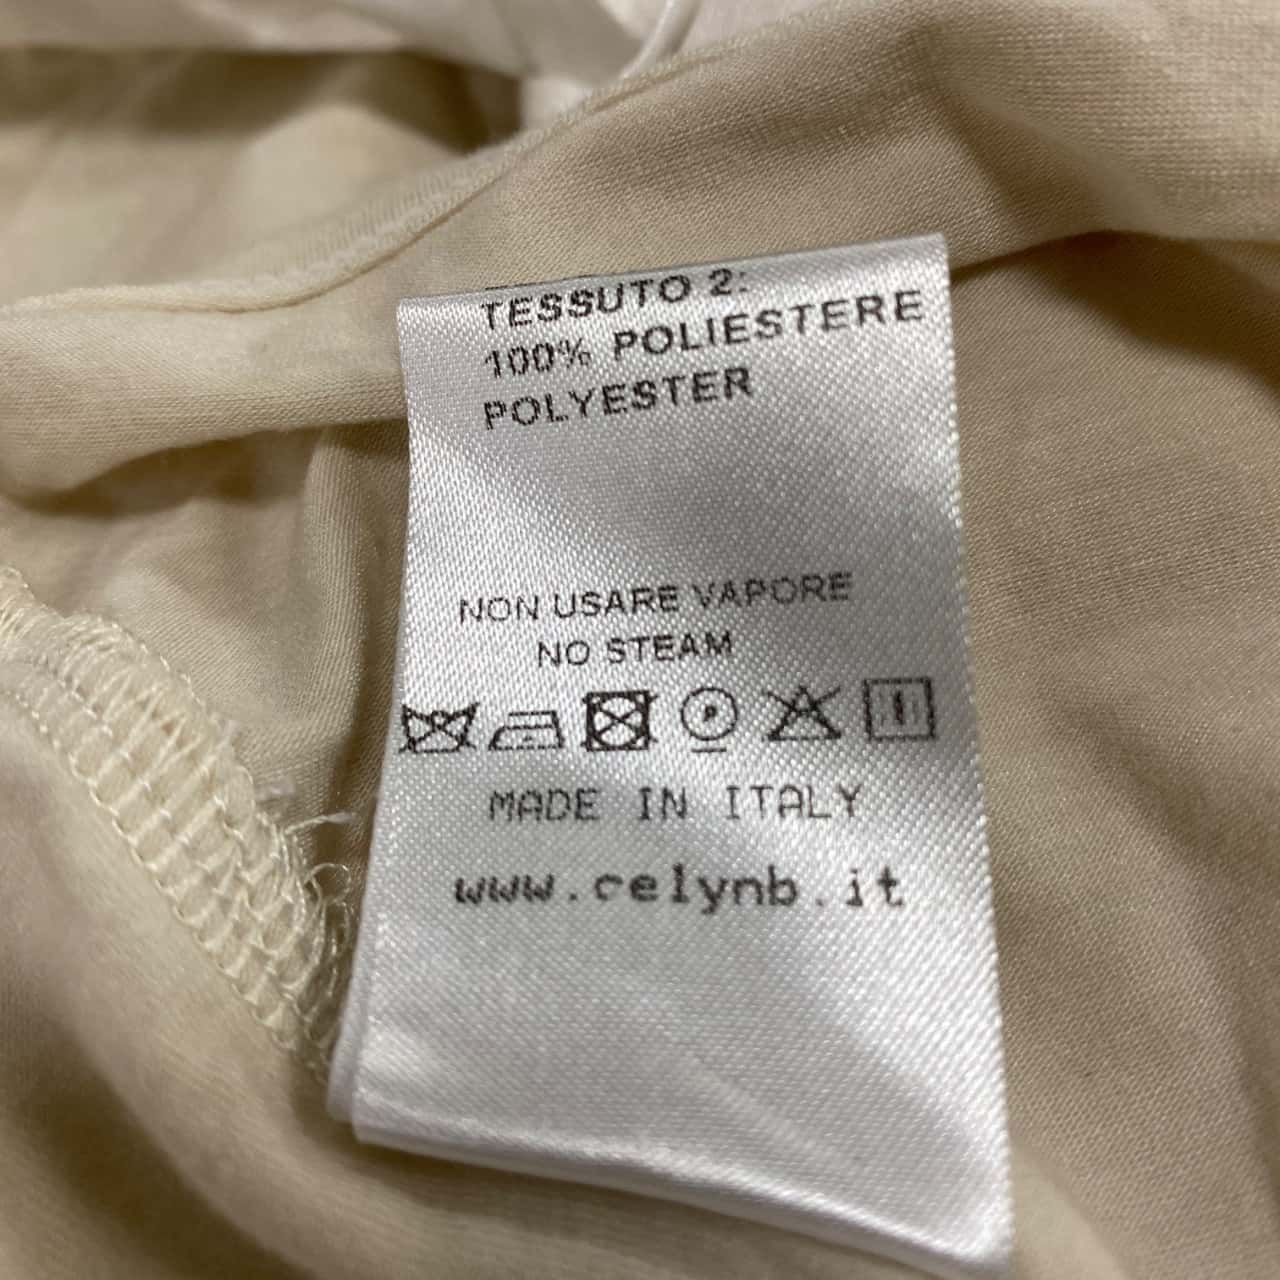 TESSUTO 2:
100% POLIESTERE
POLYESTER
NON USARE VAPORE
NO STEAM
P
MADE IN ITALY
www.celynb.it